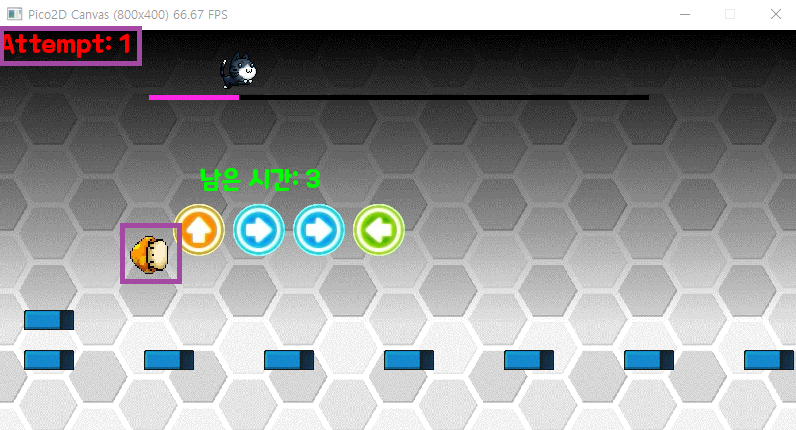 Pico2D Canvas (800x400) 66.67 FPS
Attempt: 1
남은 시간: 3